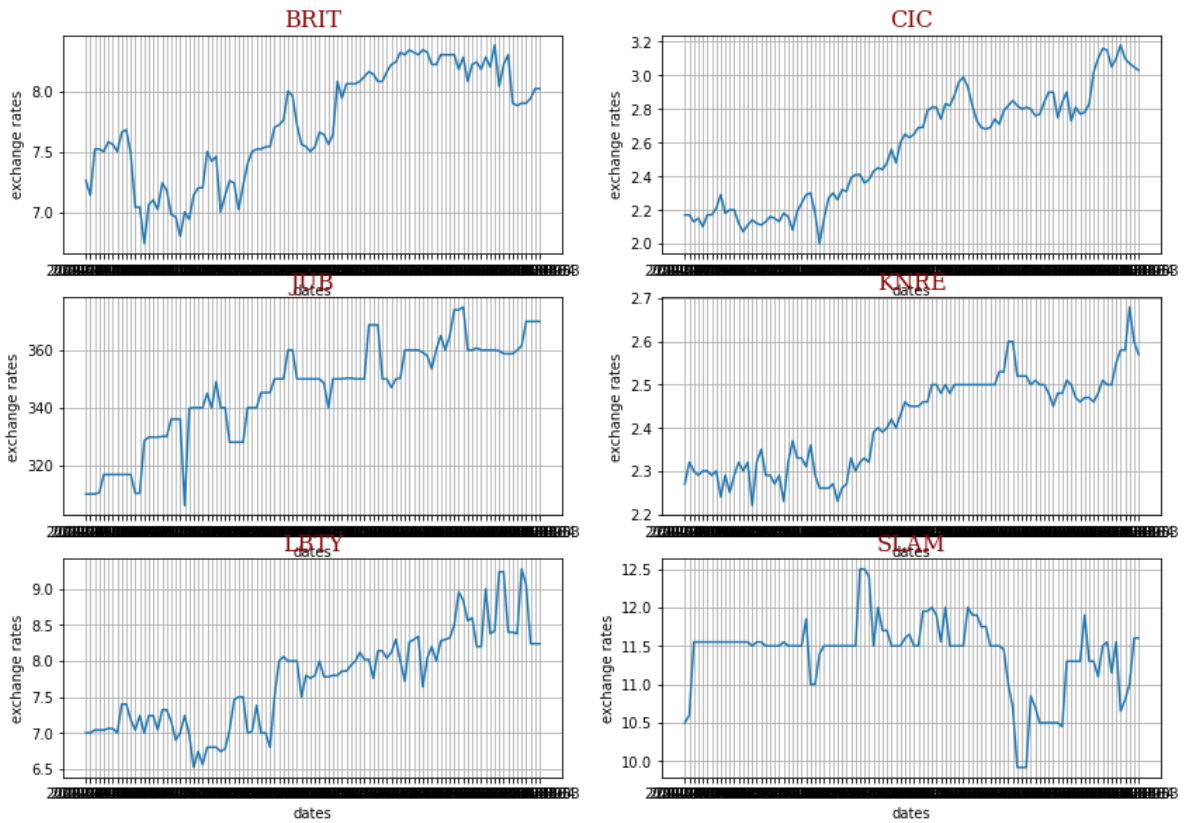 BRIT
exchange rates
8.0
7.5
7.0
dates
CIC
exchange rates
3.2
3.0
2.8
2.6
2.4
2.2
2.0
dates
JUB
exchange rates
360
340
320
dates
KNRE
exchange rates
2.7
2.6
2.5
2.4
2.3
2.2
dates
LBTY
exchange rates
9.0
8.5
8.0
7.5
7.0
6.5
dates
SLAM
exchange rates
12.5
12.0
11.5
11.0
10.5
10.0
dates